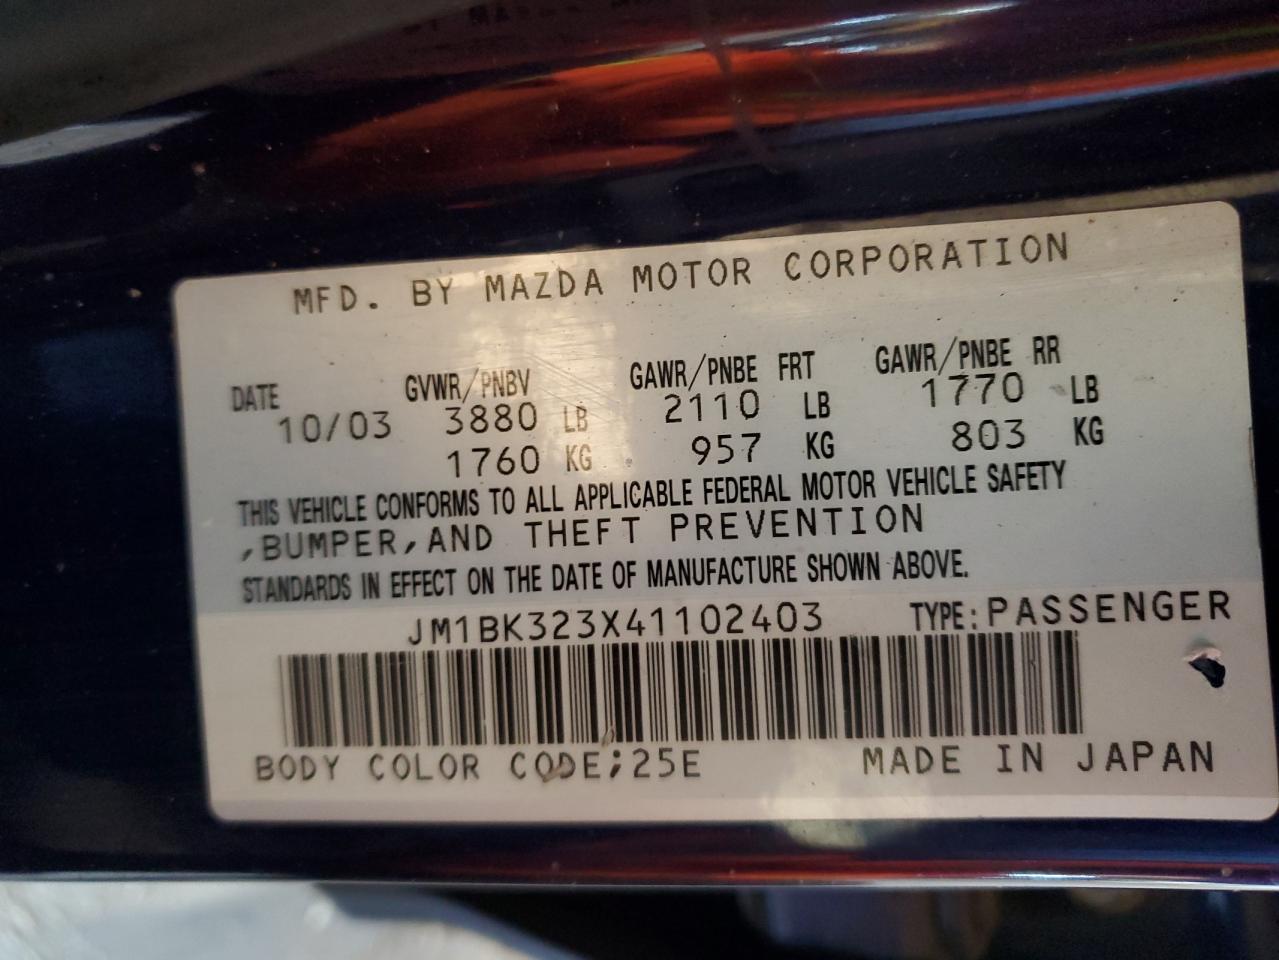 MFD. BY MAZDA MOTOR CORPORATION
DATE GVWR/PNBV GAWR/PNBE FRT GAWR/PNBE RR
10/03 3880 LB 2110 LB 1770 LB
1760 KG 957 KG 803 KG
THIS VEHICLE CONFORMS TO ALL APPLICABLE FEDERAL MOTOR VEHICLE SAFETY
,BUMPER,AND THEFT PREVENTION
STANDARDS IN EFFECT ON THE DATE OF MANUFACTURE SHOWN ABOVE.
JM1BK323X41102403 TYPE:PASSENGER
BODY COLOR CODE;25E MADE IN JAPAN